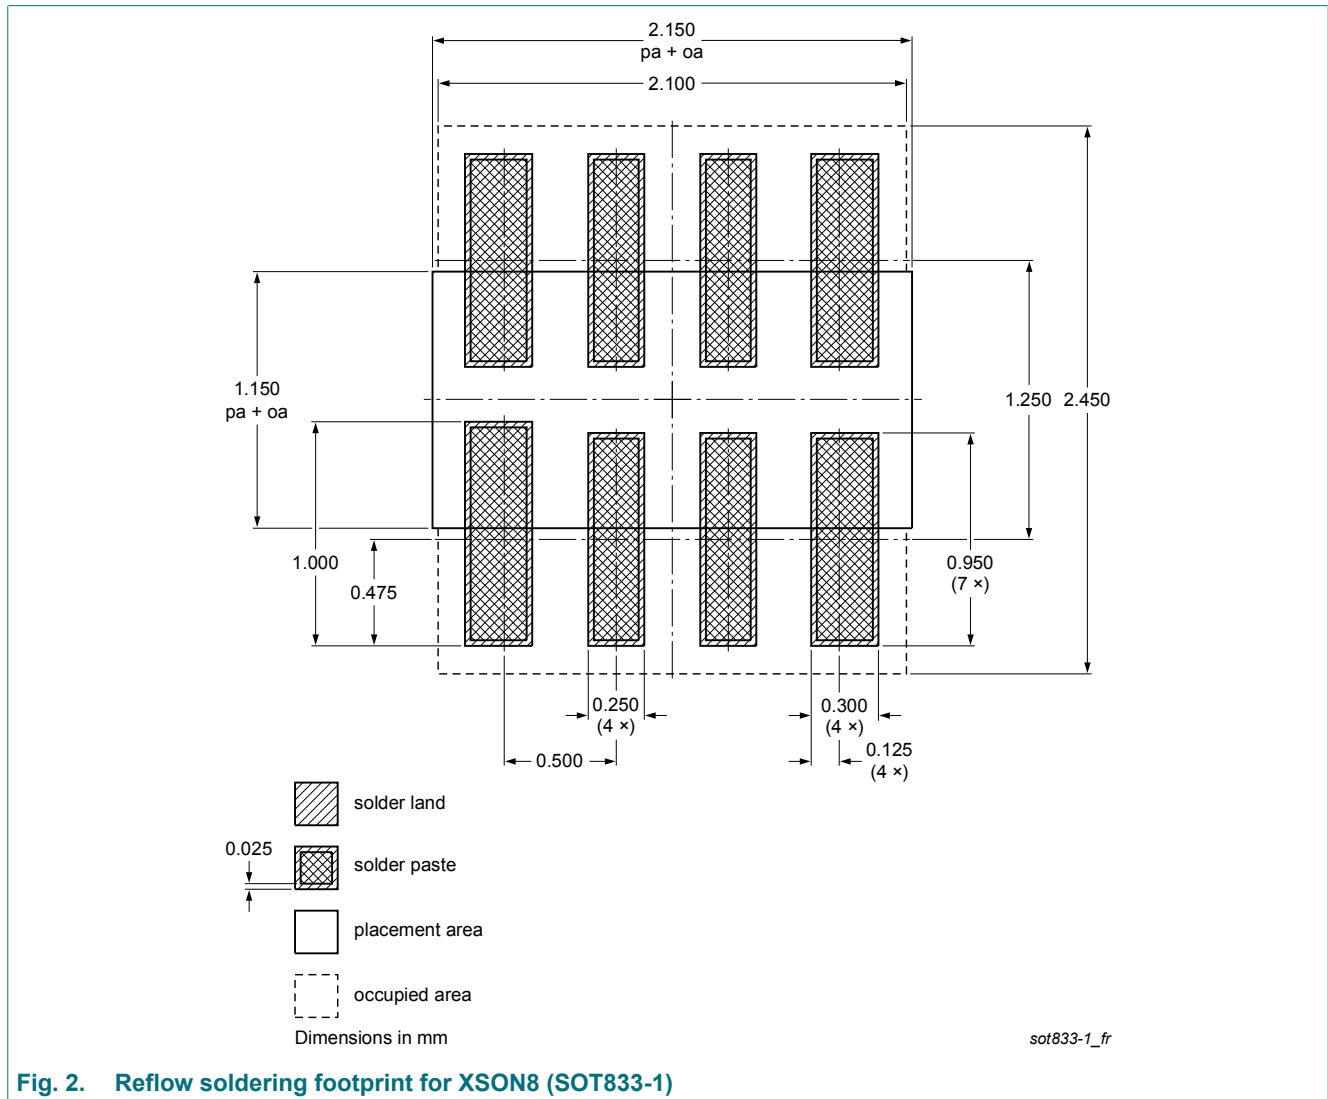 2.150
pa + oa
2.100
1.150
pa + oa
1.250
2.450
1.000
0.475
0.950
(7 ×)
0.250
(4 ×)
0.300
(4 ×)
0.500
0.125
(4 ×)
solder land
0.025
solder paste
placement area
occupied area
Dimensions in mm
sot833-1_fr
Fig. 2. Reflow soldering footprint for XSON8 (SOT833-1)